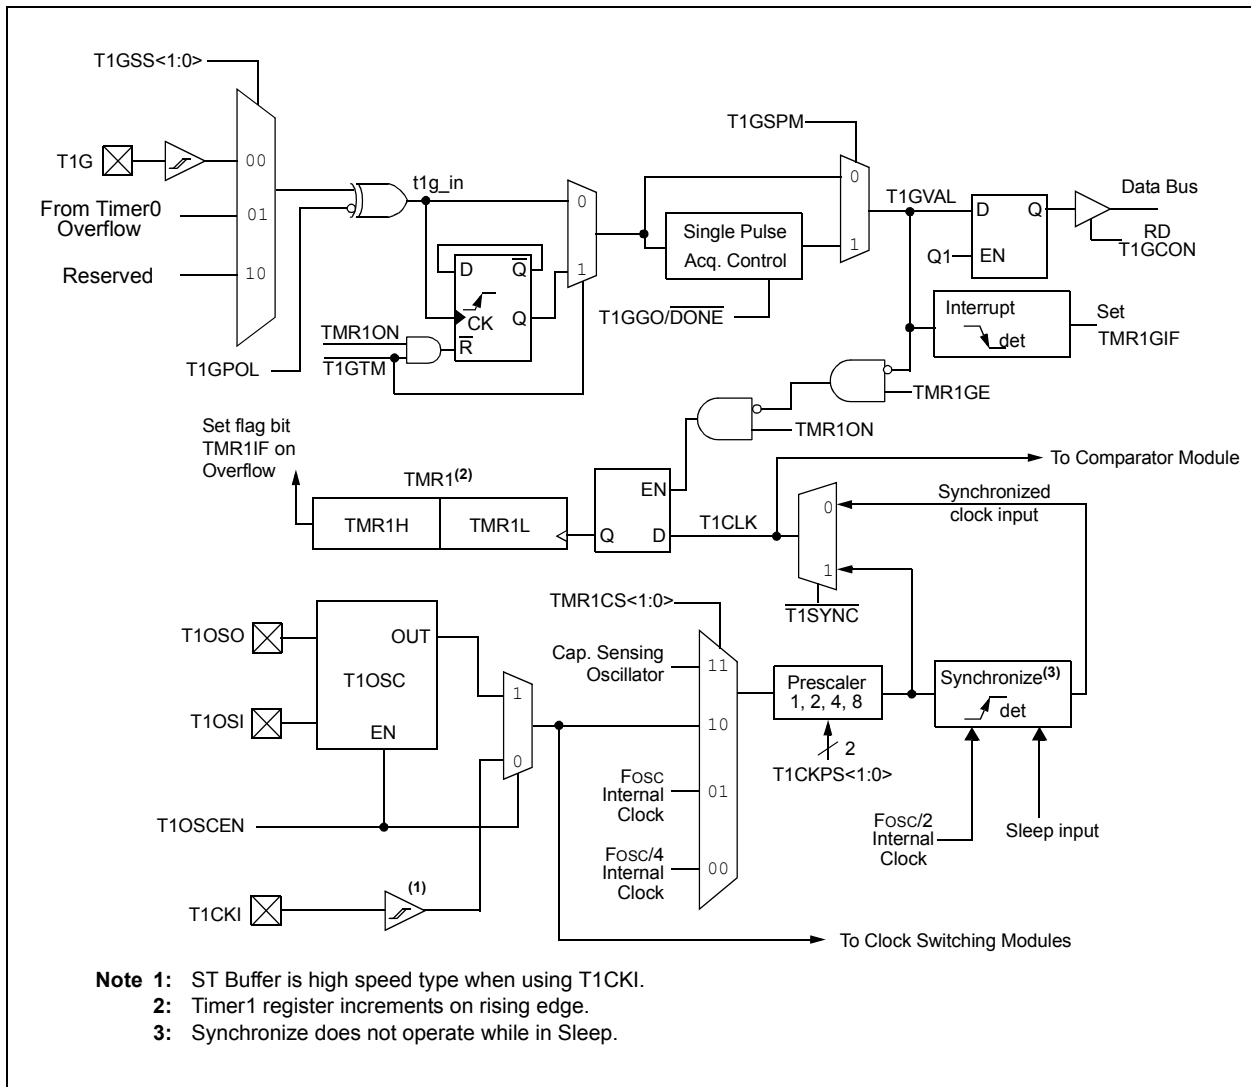 T1GSS<1:0>
T1G
00
From Timer0
Overflow
01
Reserved
10
T1GPOL
t1g_in
0
1
D
Q̅
CK
Q
R̅
TMR1ON
T1GTM
Single Pulse
Acq. Control
T1GGO/D̅O̅N̅E̅
T1GSPM
0
1
T1GVAL
D
Q
Q1
EN
Data Bus
RD
T1GCON
Interrupt
det
Set
TMR1GIF
TMR1GE
TMR1ON
Set flag bit
TMR1IF on
Overflow
TMR1(2)
TMR1H
TMR1L
EN
Q
D
T1CLK
To Comparator Module
Synchronized
clock input
0
1
T̅1̅S̅Y̅N̅C̅
T1OSO
OUT
T1OSC
T1OSI
EN
1
0
T1OSCEN
T1CKI
(1)
TMR1CS<1:0>
Cap. Sensing
Oscillator
11
10
FOSC
Internal
Clock
01
FOSC/4
Internal
Clock
00
Prescaler
1, 2, 4, 8
2
T1CKPS<1:0>
Synchronize(3)
det
FOSC/2
Internal
Clock
Sleep input
To Clock Switching Modules
Note 1: ST Buffer is high speed type when using T1CKI.
2: Timer1 register increments on rising edge.
3: Synchronize does not operate while in Sleep.